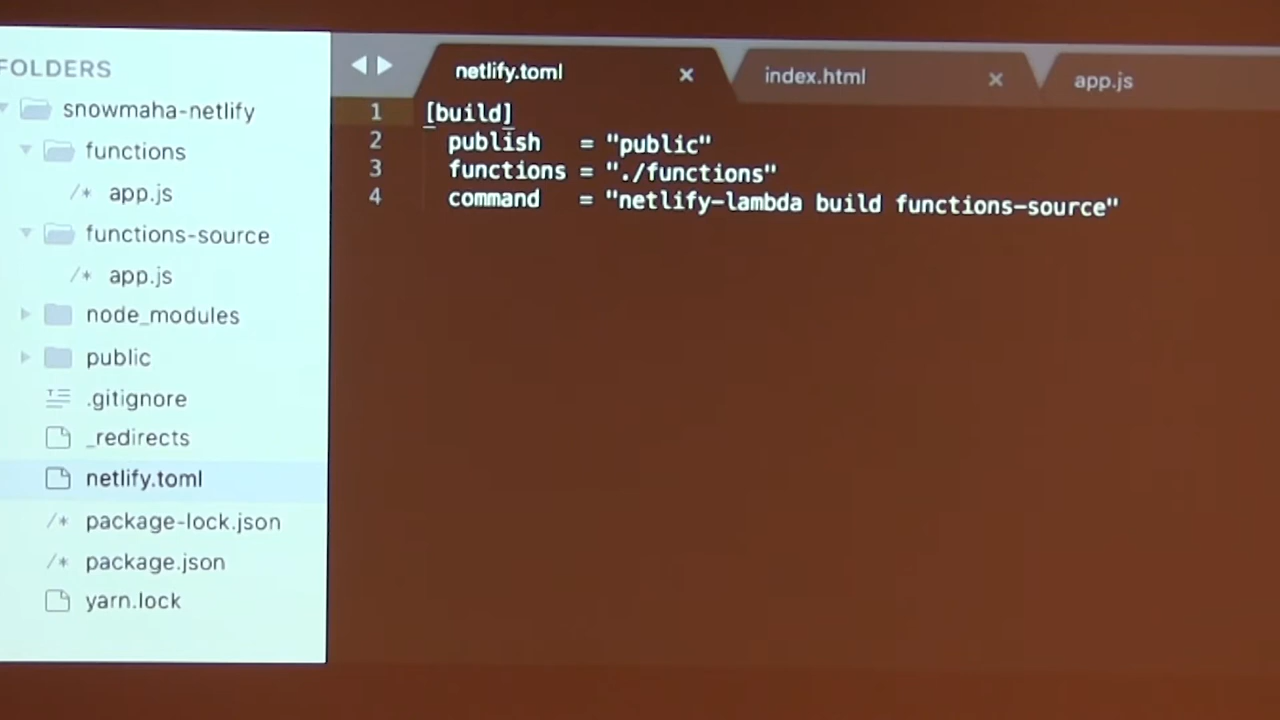 FOLDERS
snowmaha-netlify
functions
/* app.js
functions-source
/* app.js
node_modules
public
.gitignore
_redirects
netlify.toml
/* package-lock.json
/* package.json
yarn.lock
netlify.toml × index.html × app.js
1 [build]
2 publish = "public"
3 functions = "./functions"
4 command = "netlify-lambda build functions-source"